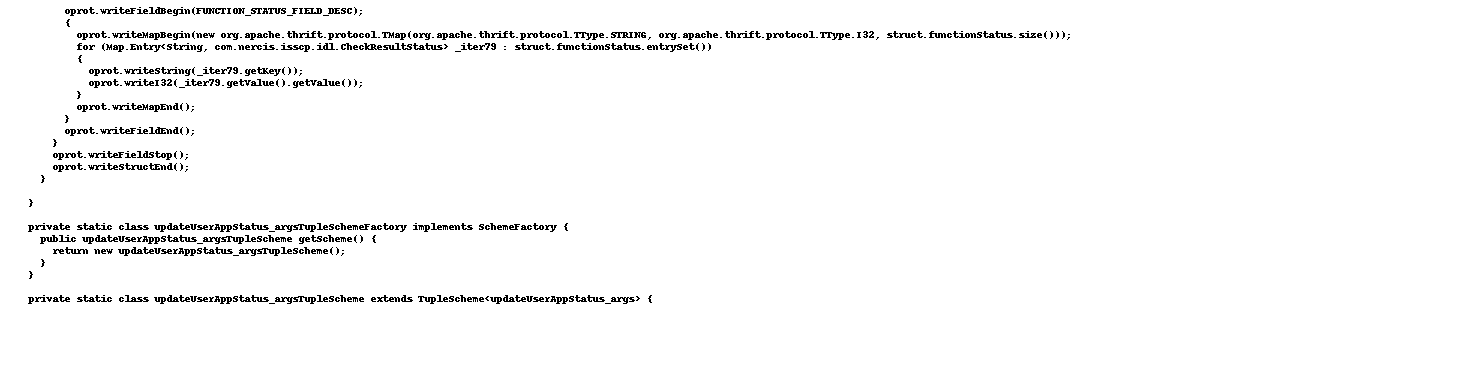 oprot.writeFieldBegin(FUNCTION_STATUS_FIELD_DESC);
{
oprot.writeMapBegin(new org.apache.thrift.protocol.TMap(org.apache.thrift.protocol.TType.STRING, org.apache.thrift.protocol.TType.I32, struct.functionStatus.size()));
for (Map.Entry<String, com.nercis.isscp.idl.CheckResultStatus> _iter79 : struct.functionStatus.entrySet())
{
oprot.writeString(_iter79.getKey());
oprot.writeI32(_iter79.getValue().getValue());
}
oprot.writeMapEnd();
}
oprot.writeFieldEnd();
}
oprot.writeFieldStop();
oprot.writeStructEnd();
}
}
private static class updateUserAppStatus_argsTupleSchemeFactory implements SchemeFactory {
public updateUserAppStatus_argsTupleScheme getScheme() {
return new updateUserAppStatus_argsTupleScheme();
}
}
private static class updateUserAppStatus_argsTupleScheme extends TupleScheme<updateUserAppStatus_args> {